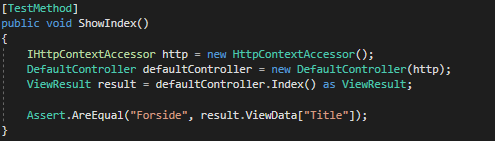 [TestMethod]
public void ShowIndex()
{
    IHttpContextAccessor http = new HttpContextAccessor();
    DefaultController defaultController = new DefaultController(http);
    ViewResult result = defaultController.Index() as ViewResult;

    Assert.AreEqual("Forside", result.ViewData["Title"]);
}